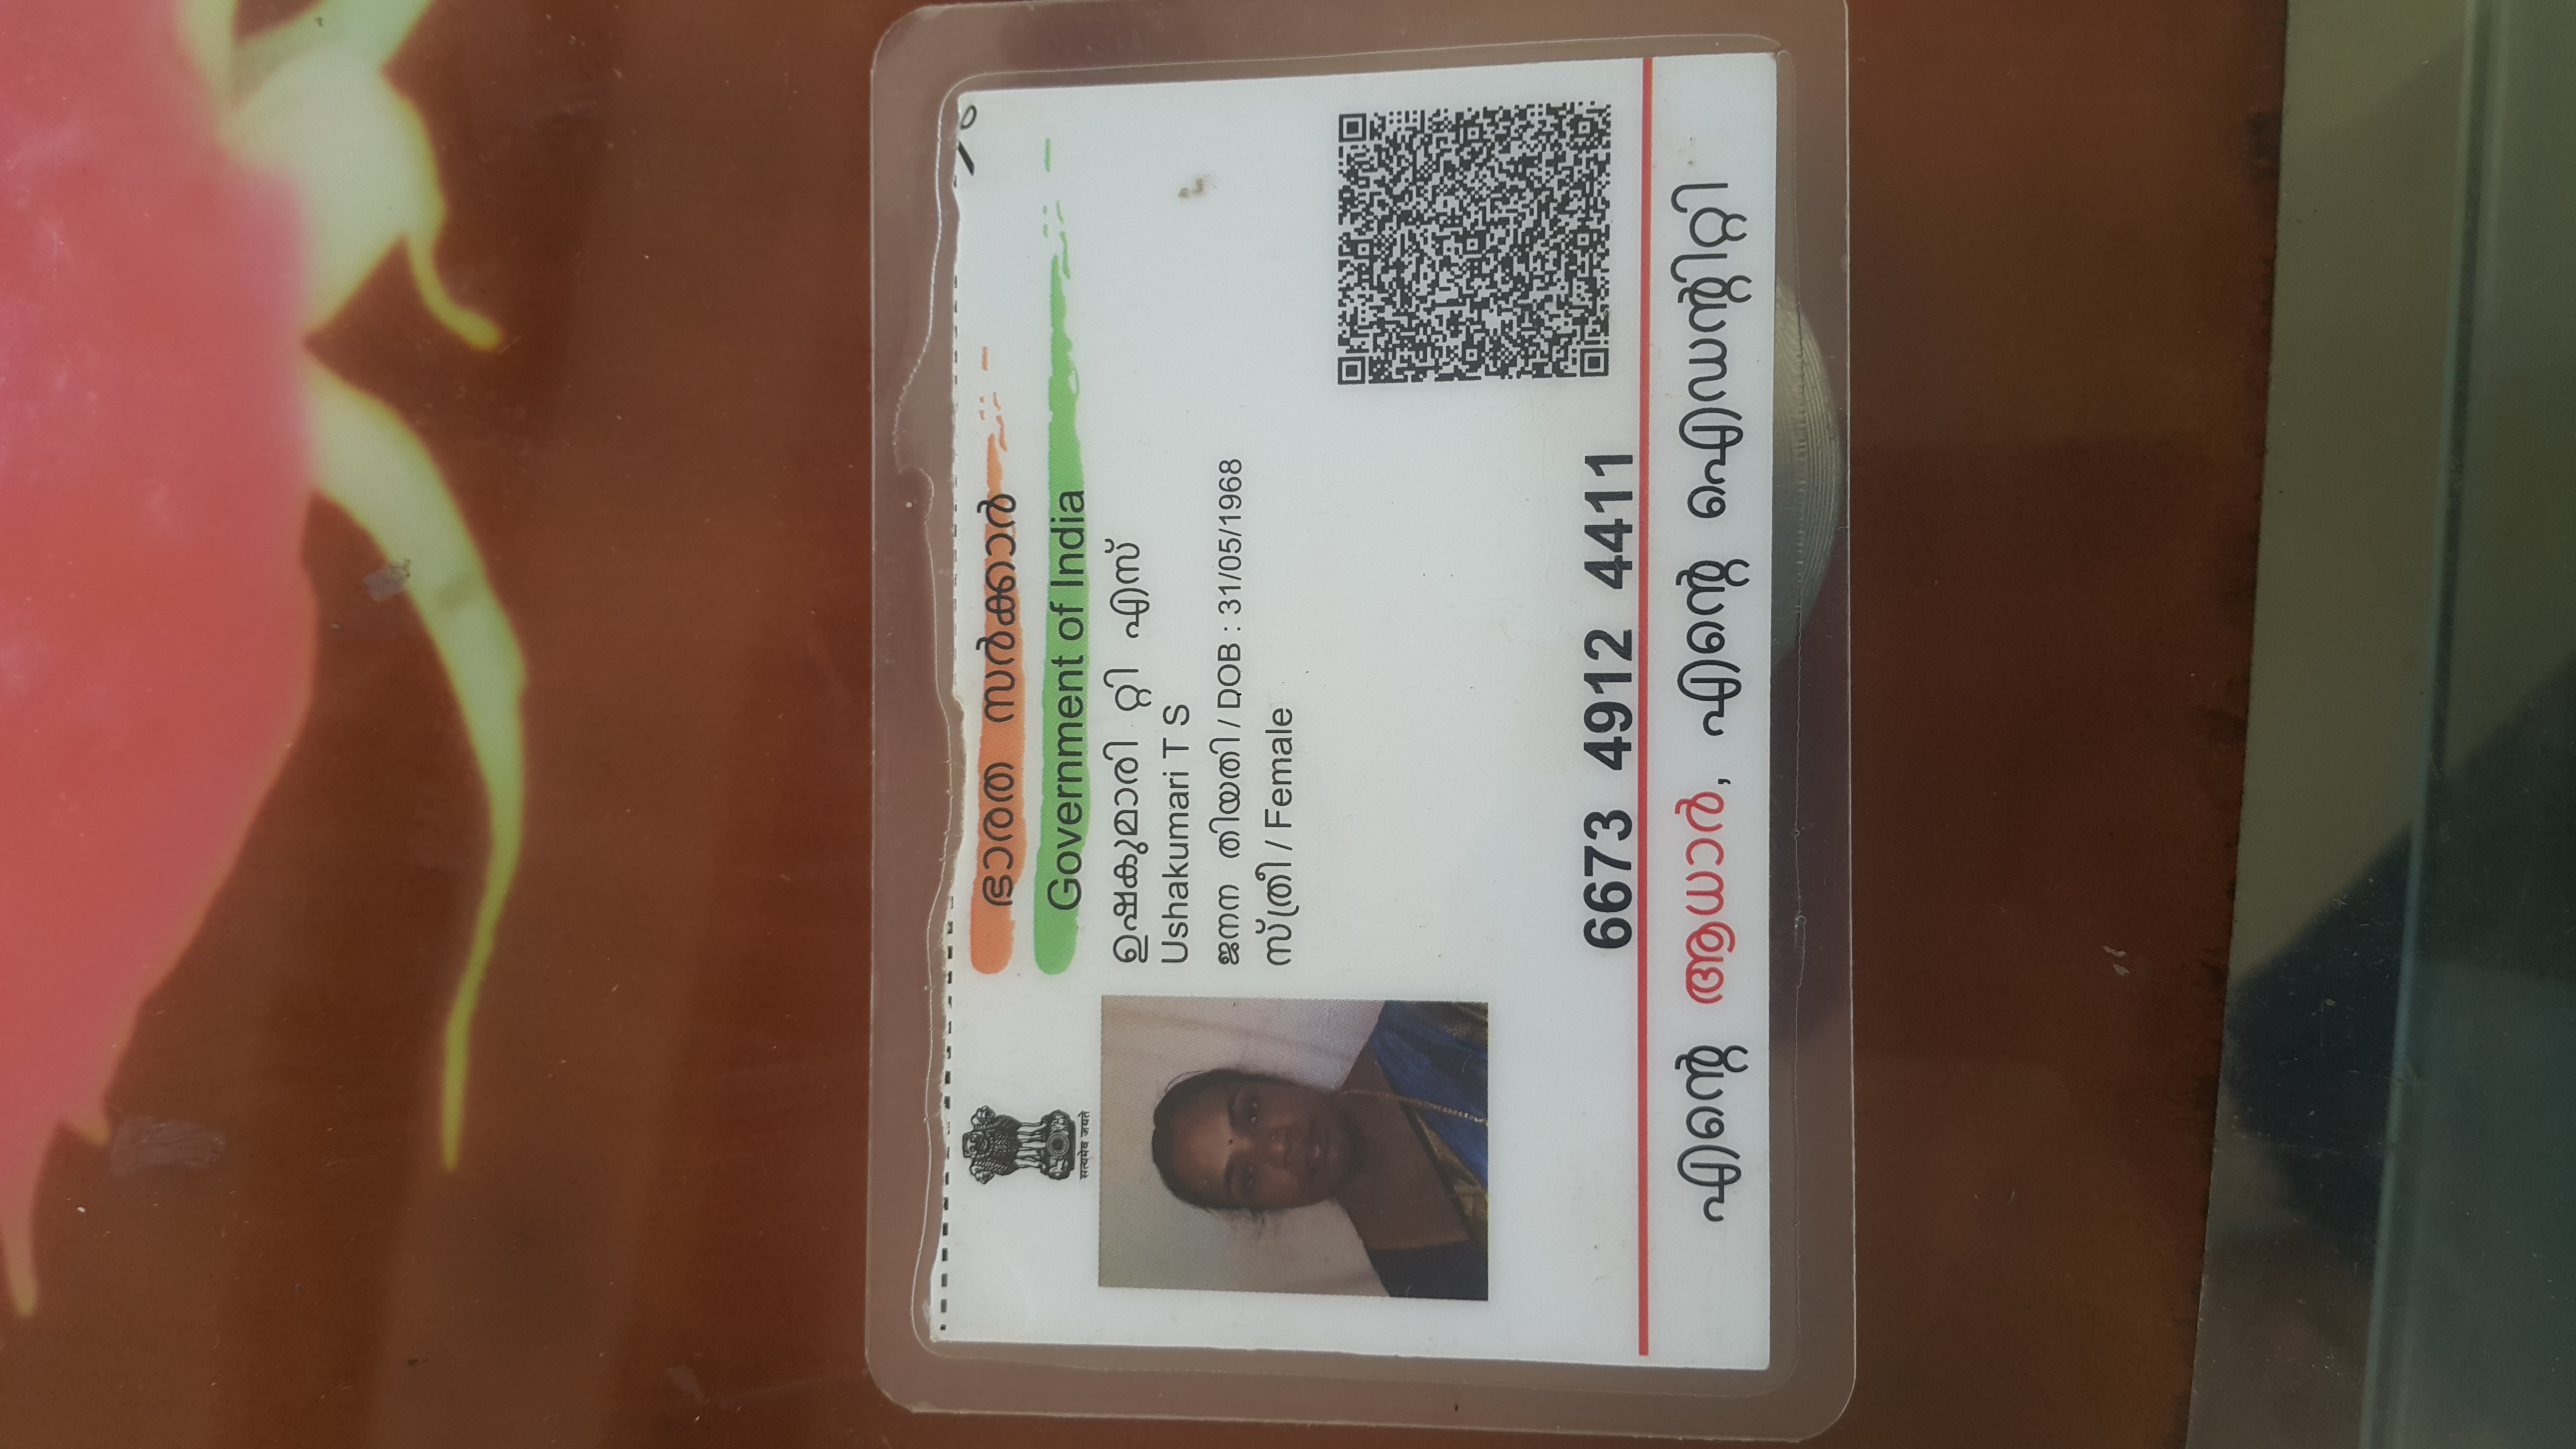 सत्यमेव जयते
ഭാരത സർക്കാർ
Government of India
ഉഷകുമാരി റ്റി എസ്
Ushakumari T S
ജനന തിയതി / DOB : 31/05/1968
സ്ത്രീ / Female
6673 4912 4411
എന്റെ ആധാർ, എന്റെ ഐഡന്റിറ്റി